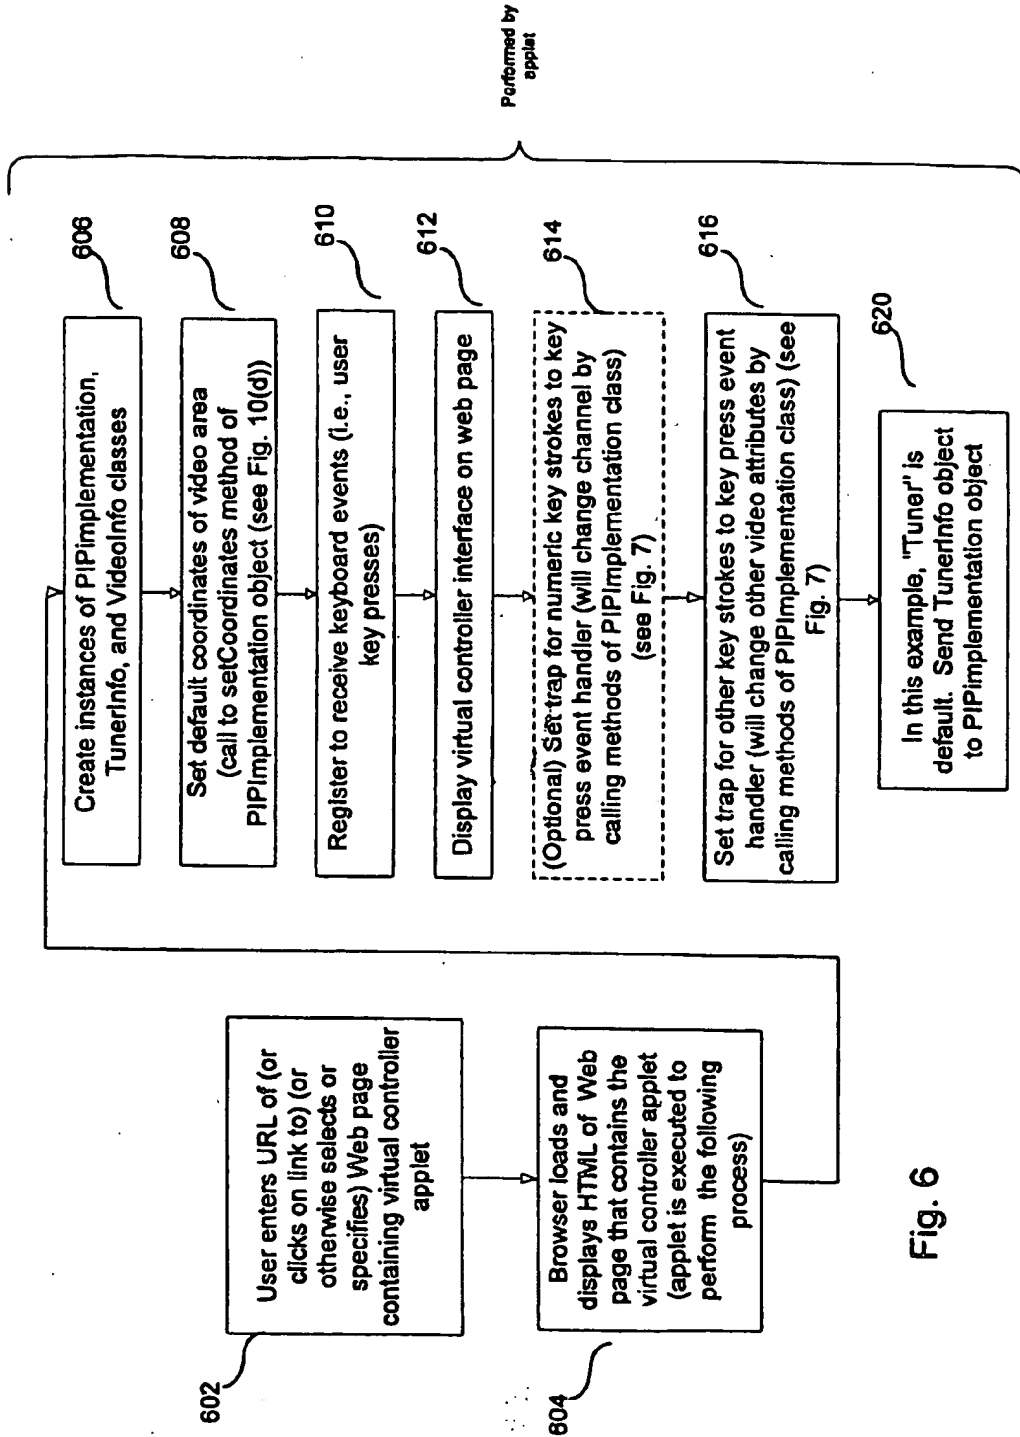 602
User enters URL of (or
clicks on link to) (or
otherwise selects or
specifies) Web page
containing virtual controller
applet
604
Browser loads and
displays HTML of Web
page that contains the
virtual controller applet
(applet is executed to
perform the following
process)
606
Create instances of PIPimplementation,
TunerInfo, and VideoInfo classes
608
Set default coordinates of video area
(call to setCoordinates method of
PIPImplementation object (see Fig. 10(d))
610
Register to receive keyboard events (i.e., user
key presses)
612
Display virtual controller interface on web page
614
(Optional) Set trap for numeric key strokes to key
press event handler (will change channel by
calling methods of PIPImplementation class)
(see Fig. 7)
616
Set trap for other key strokes to key press event
handler (will change other video attributes by
calling methods of PIPImplementation class) (see
Fig. 7)
620
In this example, "Tuner" is
default. Send TunerInfo object
to PIPimplementation object
Performed by
applet
Fig. 6